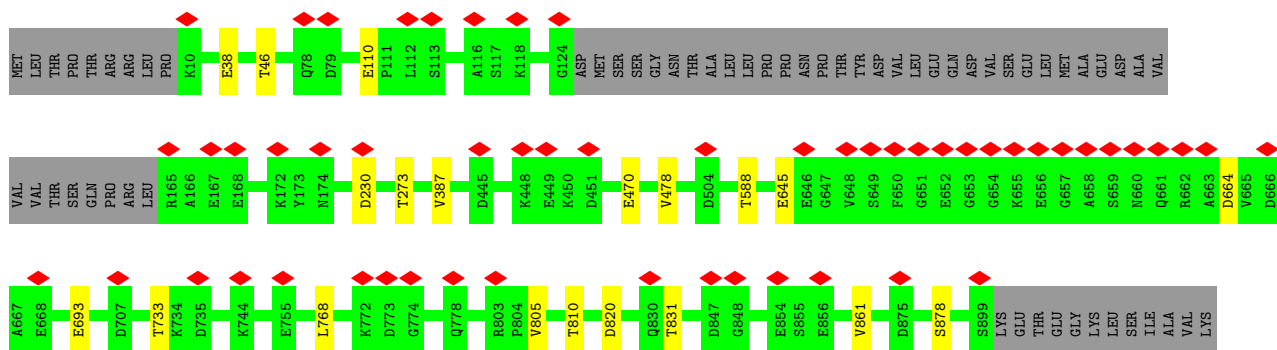 MET LEU THR PRO THR ARG ARG LEU PRO K10 E38 T46 Q78 D79 E110 P111 L112 S113 A116 S117 K118 G124 ASP MET SER SER GLY ASN THR ALA LEU LEU PRO PRO ASN PRO THR TYR ASP VAL LEU GLU GLN ASP VAL SER GLU LEU MET ALA GLU ASP ALA VAL
VAL VAL THR SER GLN PRO ARG LEU R165 A166 E167 E168 K172 Y173 N174 D230 T273 V387 D445 K448 E449 K450 D451 E470 V478 D504 T588 E645 E646 G647 V648 S649 F650 G651 E652 G653 G654 K655 E656 G657 A658 S659 N660 Q661 R662 A663 D664 V665 D666
A667 E668 E693 D707 T733 K734 D735 K744 E755 L768 K772 D773 G774 Q778 R803 P804 V805 T810 D820 Q830 T831 D847 G848 E854 S855 E856 V861 D875 S878 S899 LYS GLU THR GLU GLY LYS LEU SER ILE ALA VAL LYS